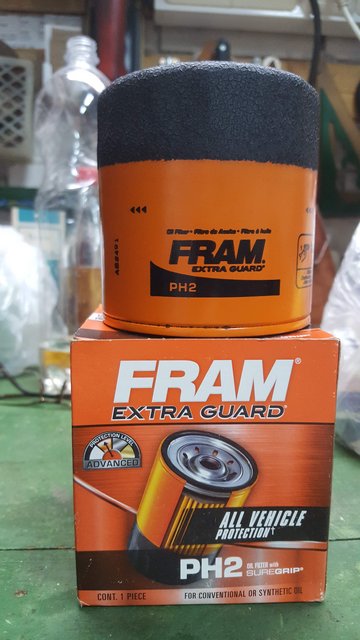 Oil Filter • Filtro de Aceite • Filtre à huile
FRAM®
EXTRA GUARD®
PH2
FRAM®
EXTRA GUARD®
PROTECTION LEVEL
ADVANCED
ALL VEHICLE
PROTECTION†
PH2 OIL FILTER with
SUREGRIP®
CONT. 1 PIECE
FOR CONVENTIONAL OR SYNTHETIC OIL